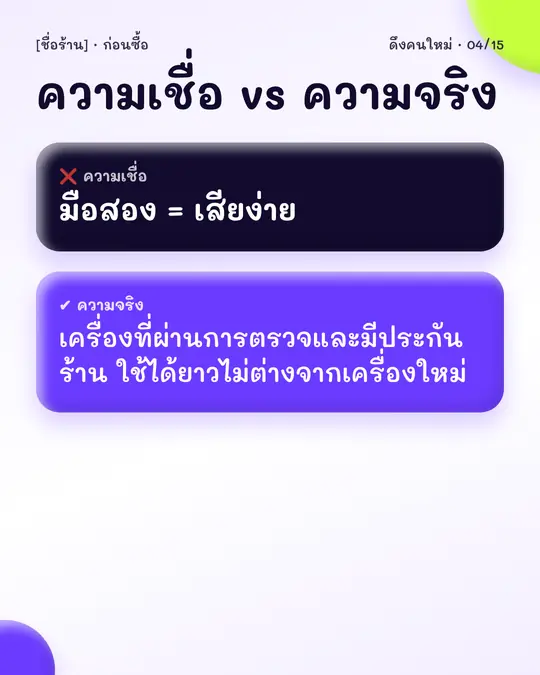 [ชื่อร้าน] · ก่อนซื้อ
ดึงคนใหม่ · 04/15
ความเชื่อ vs ความจริง
❌ ความเชื่อ
มือสอง = เสียง่าย
✔ ความจริง
เครื่องที่ผ่านการตรวจและมีประกัน
ร้าน ใช้ได้ยาวไม่ต่างจากเครื่องใหม่